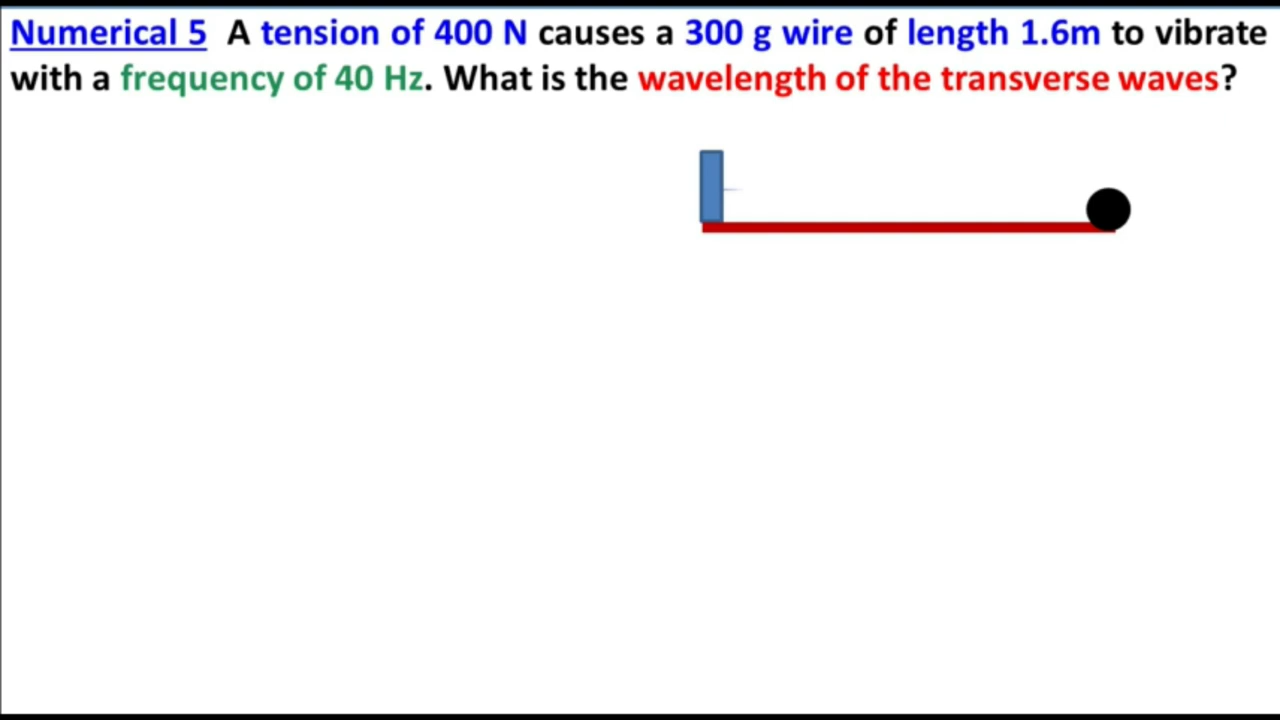 Numerical 5 A tension of 400 N causes a 300 g wire of length 1.6m to vibrate
with a frequency of 40 Hz. What is the wavelength of the transverse waves?